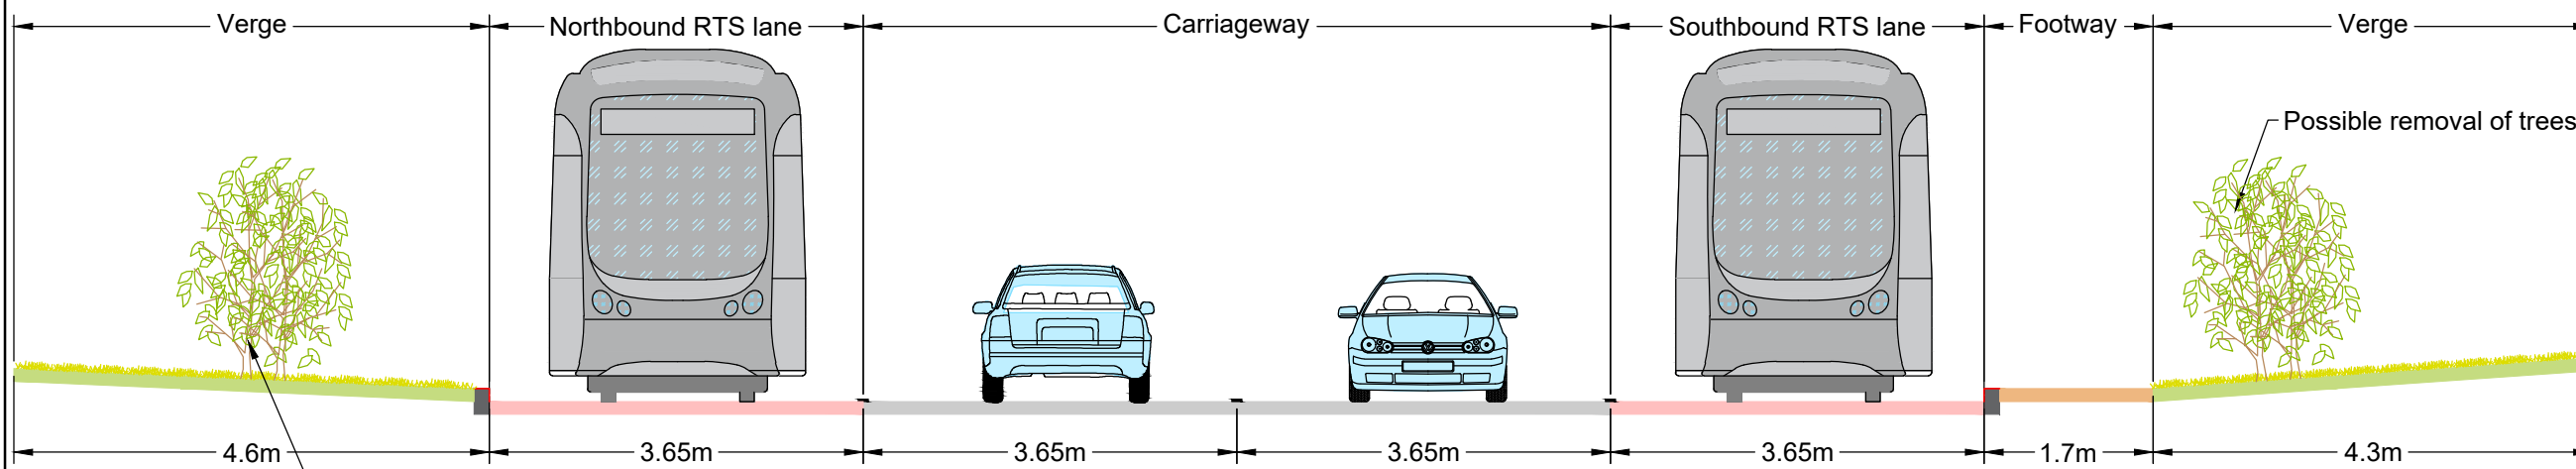 Verge
Northbound RTS lane
Carriageway
Southbound RTS lane
Footway
Verge
Possible removal of trees
4.6m
3.65m
3.65m
3.65m
3.65m
1.7m
4.3m